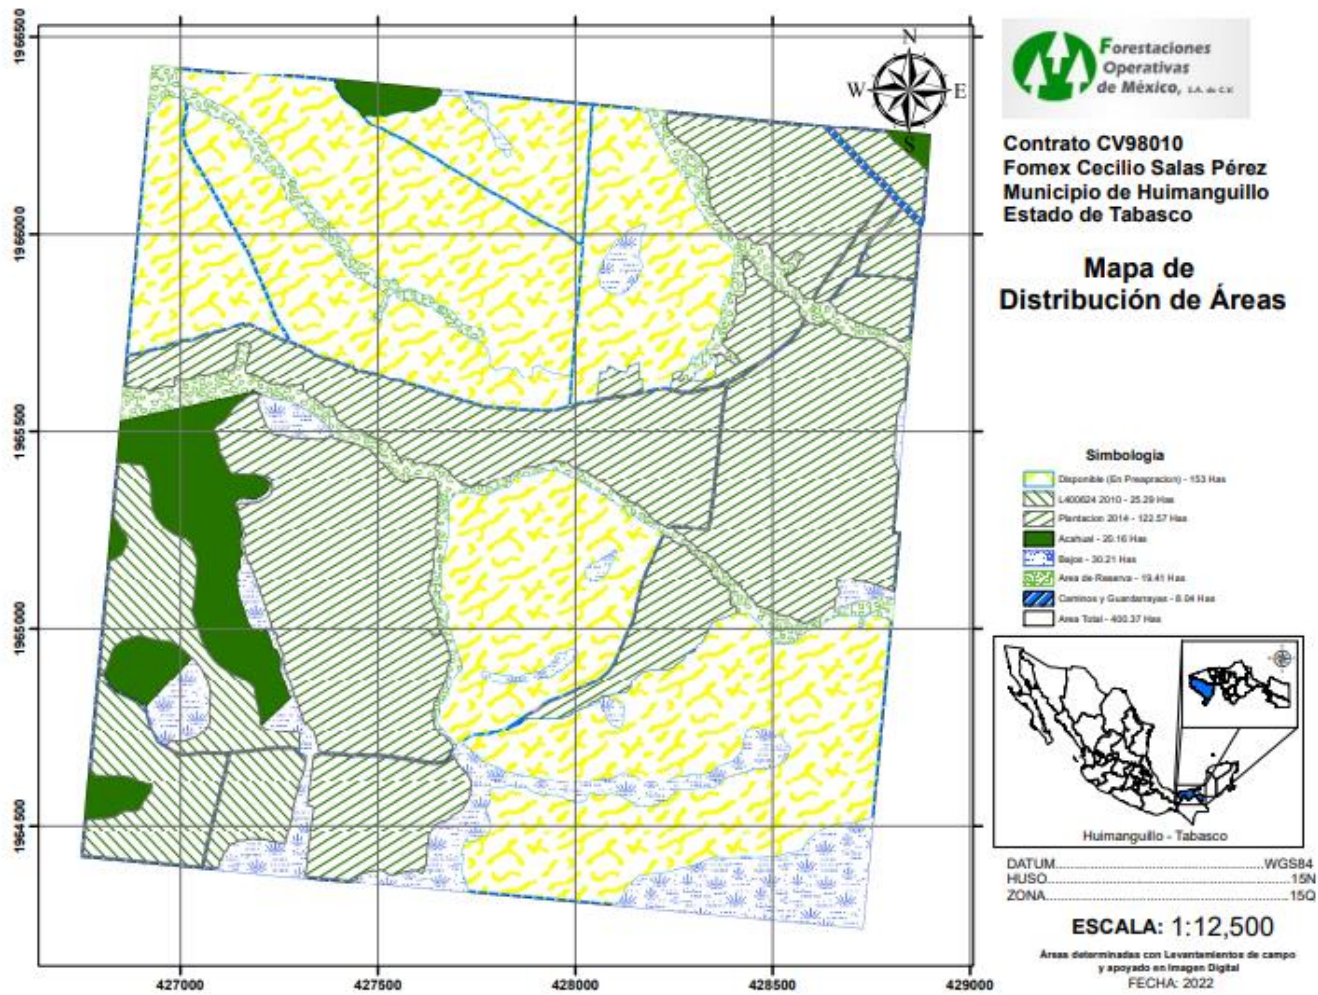 1966500
1966000
1965500
1965000
1964500
427000
427500
428000
428500
429000
N
W
E
S
Forestaciones
Operativas
de México, S.A. de C.V.
Contrato CV98010
Fomex Cecilio Salas Pérez
Municipio de Huimanguillo
Estado de Tabasco
Mapa de
Distribución de Áreas
Simbologia
Disponible (En Preapracion) - 153 Has
L400624 2010 - 25.29 Has
Plantacion 2014 - 122.57 Has
Acahual - 20.16 Has
Bajos - 30.21 Has
Area de Reserva - 19.41 Has
Caminos y Guardarrayas - 8.04 Has
Area Total - 400.37 Has
Huimanguillo - Tabasco
DATUM..............................WGS84
HUSO.......................................15N
ZONA......................................15Q
ESCALA: 1:12,500
Áreas determinadas con Levantamientos de campo
y apoyado en Imagen Digital
FECHA: 2022